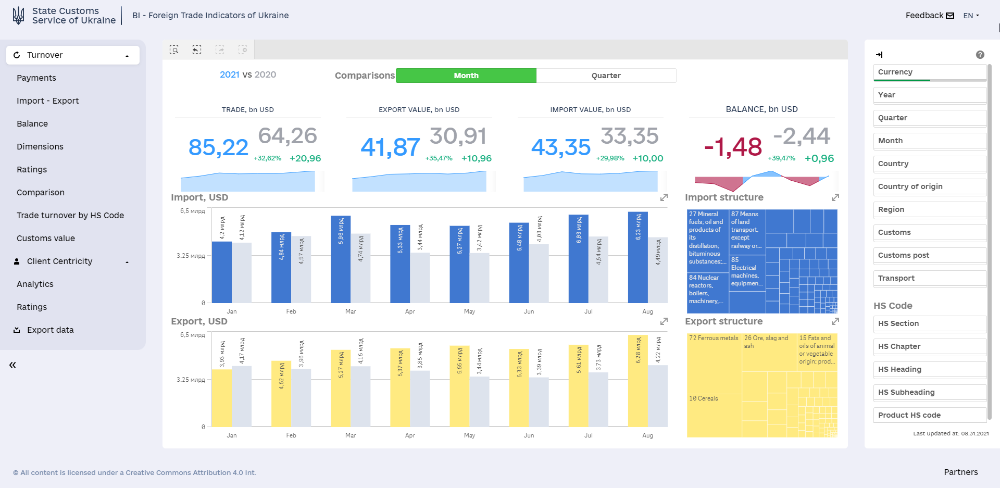 State Customs
Service of Ukraine
BI - Foreign Trade Indicators of Ukraine
Feedback
EN
Turnover
Payments
Import - Export
Balance
Dimensions
Ratings
Comparison
Trade turnover by HS Code
Customs value
Client Centricity
Analytics
Ratings
Export data
2021 vs 2020
Comparisons
Month
Quarter
TRADE, bn USD
85,22
64,26
+32,62%
+20,96
EXPORT VALUE, bn USD
41,87
30,91
+35,47%
+10,96
IMPORT VALUE, bn USD
43,35
33,35
+29,98%
+10,00
BALANCE, bn USD
-1,48
-2,44
+39,47%
+0,96
Import, USD
6,5 млрд
3,25 млрд
0
4,2 млрд
4,12 млрд
4,84 млрд
4,57 млрд
5,96 млрд
4,74 млрд
5,33 млрд
3,44 млрд
5,27 млрд
3,42 млрд
5,48 млрд
4,03 млрд
6,03 млрд
4,54 млрд
6,23 млрд
4,49 млрд
Jan
Feb
Mar
Apr
May
Jun
Jul
Aug
Import structure
27 Mineral
fuels; oil and
products of
its
distillation;
bituminous
substances;...
84 Nuclear
reactors,
boilers,
machinery,...
87 Means
of land
transport,
except
railway or...
85
Electrical
machines,
equipmen...
Export, USD
6,5 млрд
3,25 млрд
0
3,93 млрд
4,17 млрд
4,52 млрд
3,96 млрд
5,27 млрд
4,15 млрд
5,37 млрд
3,85 млрд
5,55 млрд
3,44 млрд
5,33 млрд
3,39 млрд
5,61 млрд
3,73 млрд
6,28 млрд
4,22 млрд
Jan
Feb
Mar
Apr
May
Jun
Jul
Aug
Export structure
72 Ferrous metals
10 Cereals
26 Ore, slag and
ash
15 Fats and
oils of animal
or vegetable
origin; prod...
?
Currency
Year
Quarter
Month
Country
Country of origin
Region
Customs
Customs post
Transport
HS Code
HS Section
HS Chapter
HS Heading
HS Subheading
Product HS code
Last updated at: 08.31.2021
© All content is licensed under a Creative Commons Attribution 4.0 Int.
Partners